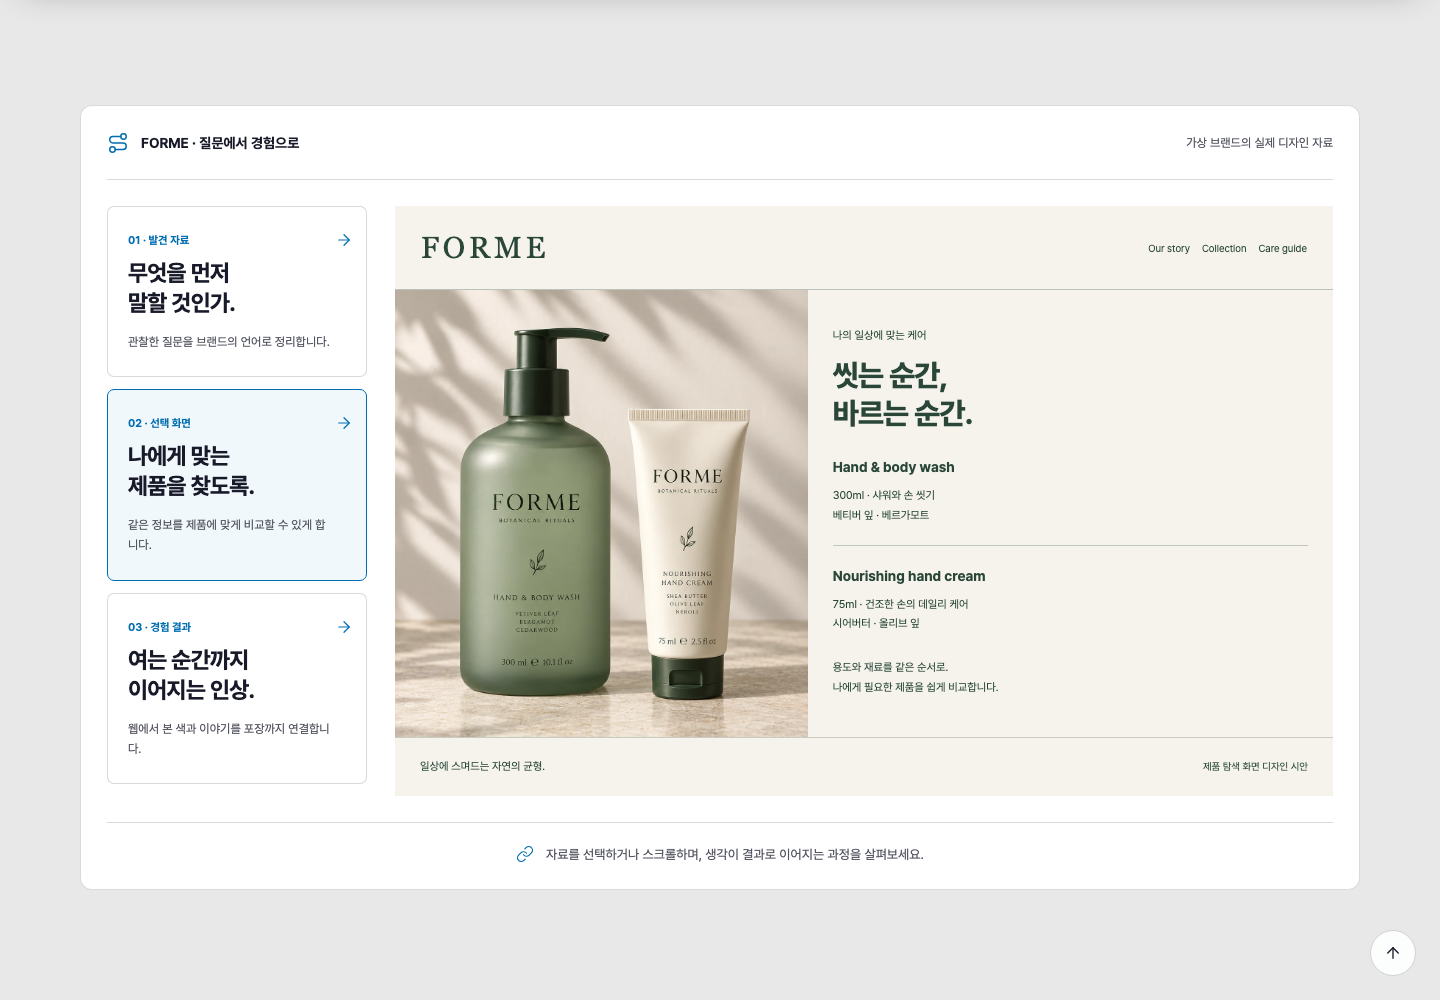 FORME · 질문에서 경험으로
가상 브랜드의 실제 디자인 자료
01 · 발견 자료
무엇을 먼저
말할 것인가.
관찰한 질문을 브랜드의 언어로 정리합니다.
02 · 선택 화면
나에게 맞는
제품을 찾도록.
같은 정보를 제품에 맞게 비교할 수 있게 합
니다.
03 · 경험 결과
여는 순간까지
이어지는 인상.
웹에서 본 색과 이야기를 포장까지 연결합니
다.
FORME
Our story
Collection
Care guide
FORME
BOTANICAL RITUALS
HAND & BODY WASH
VETIVER LEAF
BERGAMOT
CEDARWOOD
300 ml ℮ 10.1 fl oz
FORME
BOTANICAL RITUALS
NOURISHING
HAND CREAM
SHEA BUTTER
OLIVE LEAF
NEROLI
75 ml ℮ 2.5 fl oz
나의 일상에 맞는 케어
씻는 순간,
바르는 순간.
Hand & body wash
300ml · 샤워와 손 씻기
베티버 잎 · 베르가모트
Nourishing hand cream
75ml · 건조한 손의 데일리 케어
시어버터 · 올리브 잎
용도와 재료를 같은 순서로.
나에게 필요한 제품을 쉽게 비교합니다.
일상에 스며드는 자연의 균형.
제품 탐색 화면 디자인 시안
자료를 선택하거나 스크롤하며, 생각이 결과로 이어지는 과정을 살펴보세요.